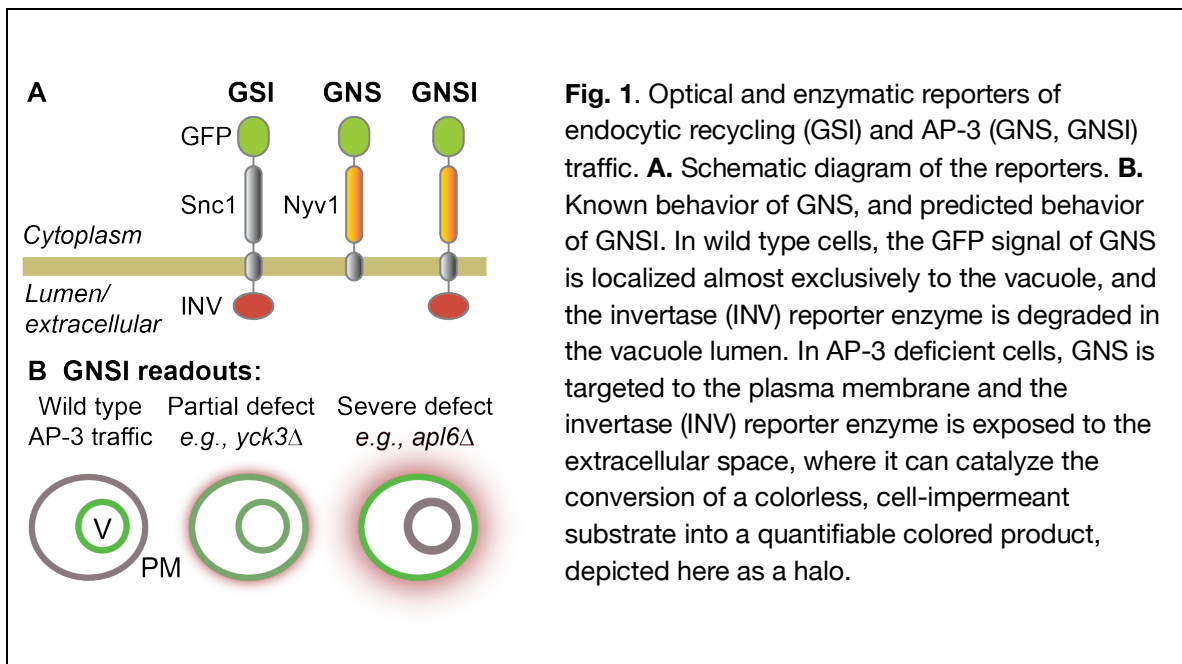 A
GSI GNS GNSI
GFP
Snc1 Nyv1
Cytoplasm
Lumen/
extracellular
INV
B GNSI readouts:
Wild type Partial defect Severe defect
AP-3 traffic e.g., yck3Δ e.g., apl6Δ
V
PM
Fig. 1. Optical and enzymatic reporters of
endocytic recycling (GSI) and AP-3 (GNS, GNSI)
traffic. A. Schematic diagram of the reporters. B.
Known behavior of GNS, and predicted behavior
of GNSI. In wild type cells, the GFP signal of GNS
is localized almost exclusively to the vacuole, and
the invertase (INV) reporter enzyme is degraded in
the vacuole lumen. In AP-3 deficient cells, GNS is
targeted to the plasma membrane and the
invertase (INV) reporter enzyme is exposed to the
extracellular space, where it can catalyze the
conversion of a colorless, cell-impermeant
substrate into a quantifiable colored product,
depicted here as a halo.